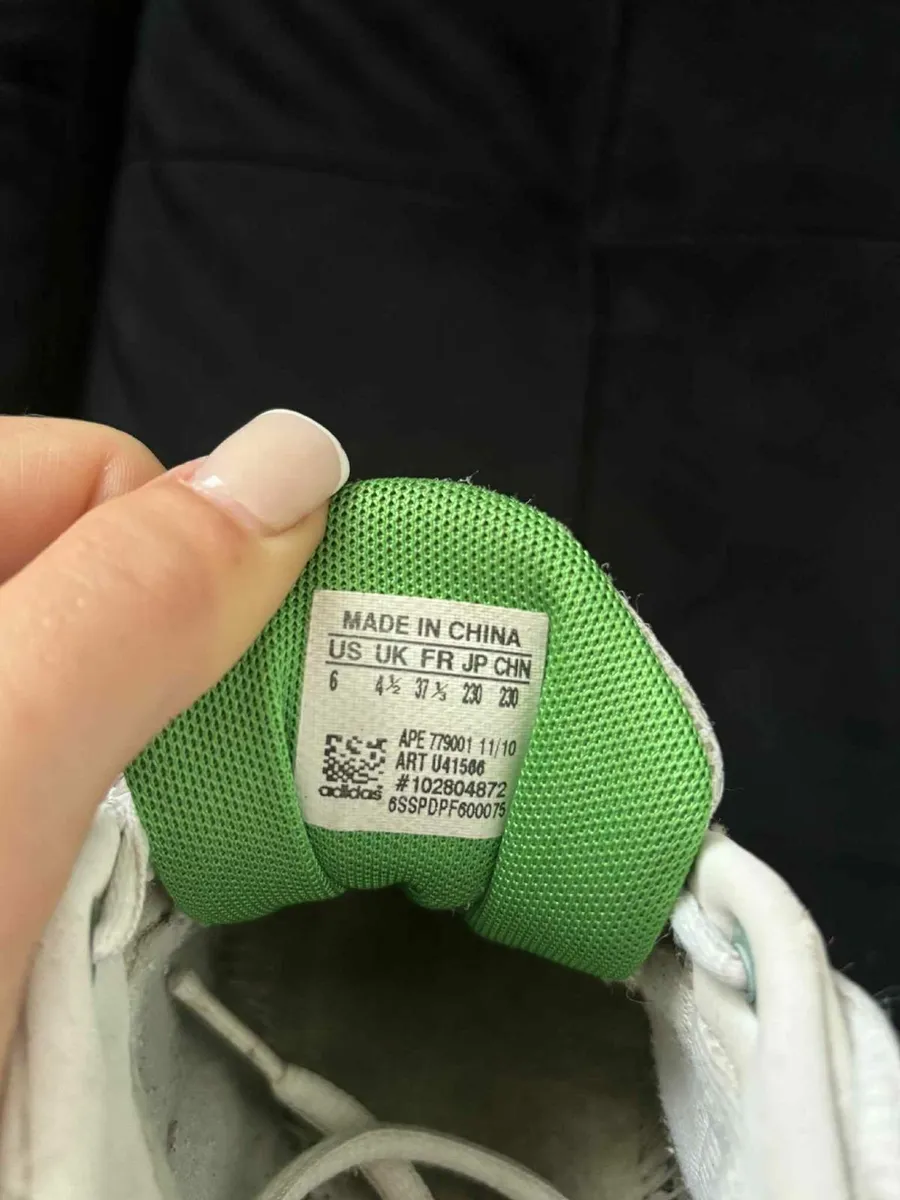 MADE IN CHINA
US UK FR JP CHN
6 4½ 37⅓ 230 230
APE 779001 11/10
ART U41566
#102804872
adidas
6SSPDPF600075